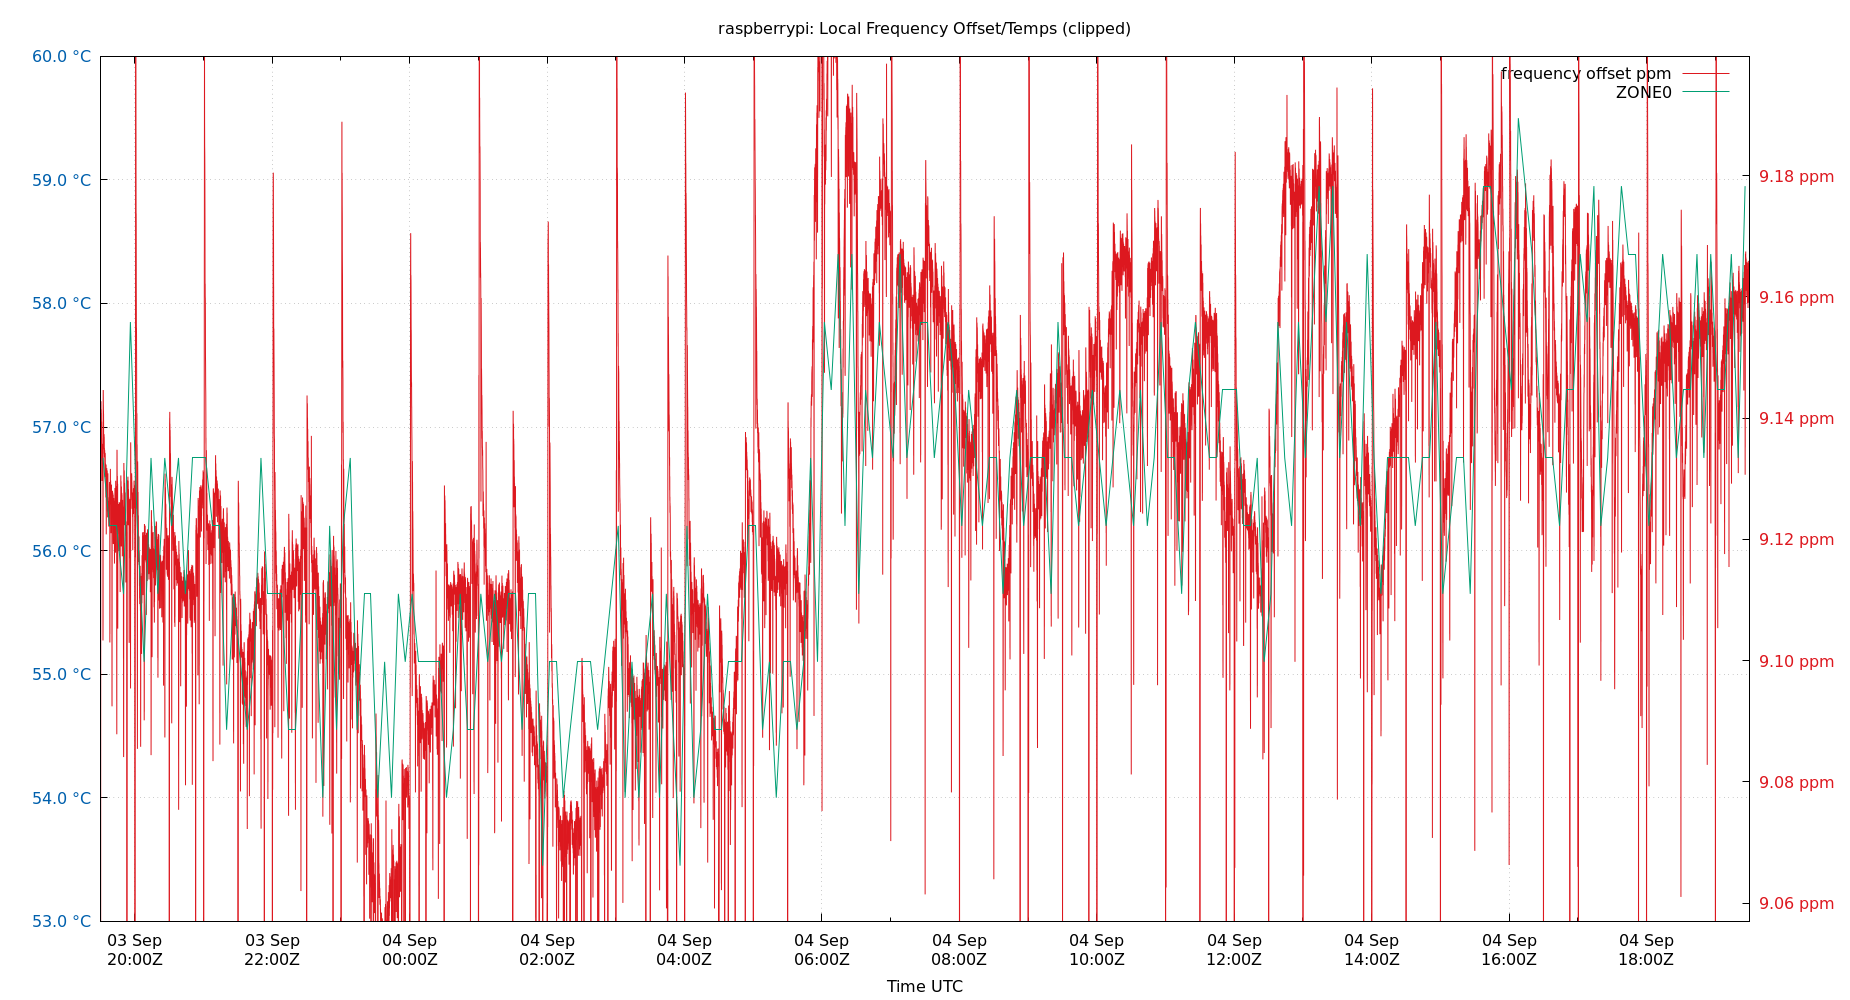 raspberrypi: Local Frequency Offset/Temps (clipped)
60.0 °C
59.0 °C
58.0 °C
57.0 °C
56.0 °C
55.0 °C
54.0 °C
53.0 °C
frequency offset ppm
ZONE0
9.18 ppm
9.16 ppm
9.14 ppm
9.12 ppm
9.10 ppm
9.08 ppm
9.06 ppm
03 Sep
20:00Z
03 Sep
22:00Z
04 Sep
00:00Z
04 Sep
02:00Z
04 Sep
04:00Z
04 Sep
06:00Z
04 Sep
08:00Z
04 Sep
10:00Z
04 Sep
12:00Z
04 Sep
14:00Z
04 Sep
16:00Z
04 Sep
18:00Z
Time UTC